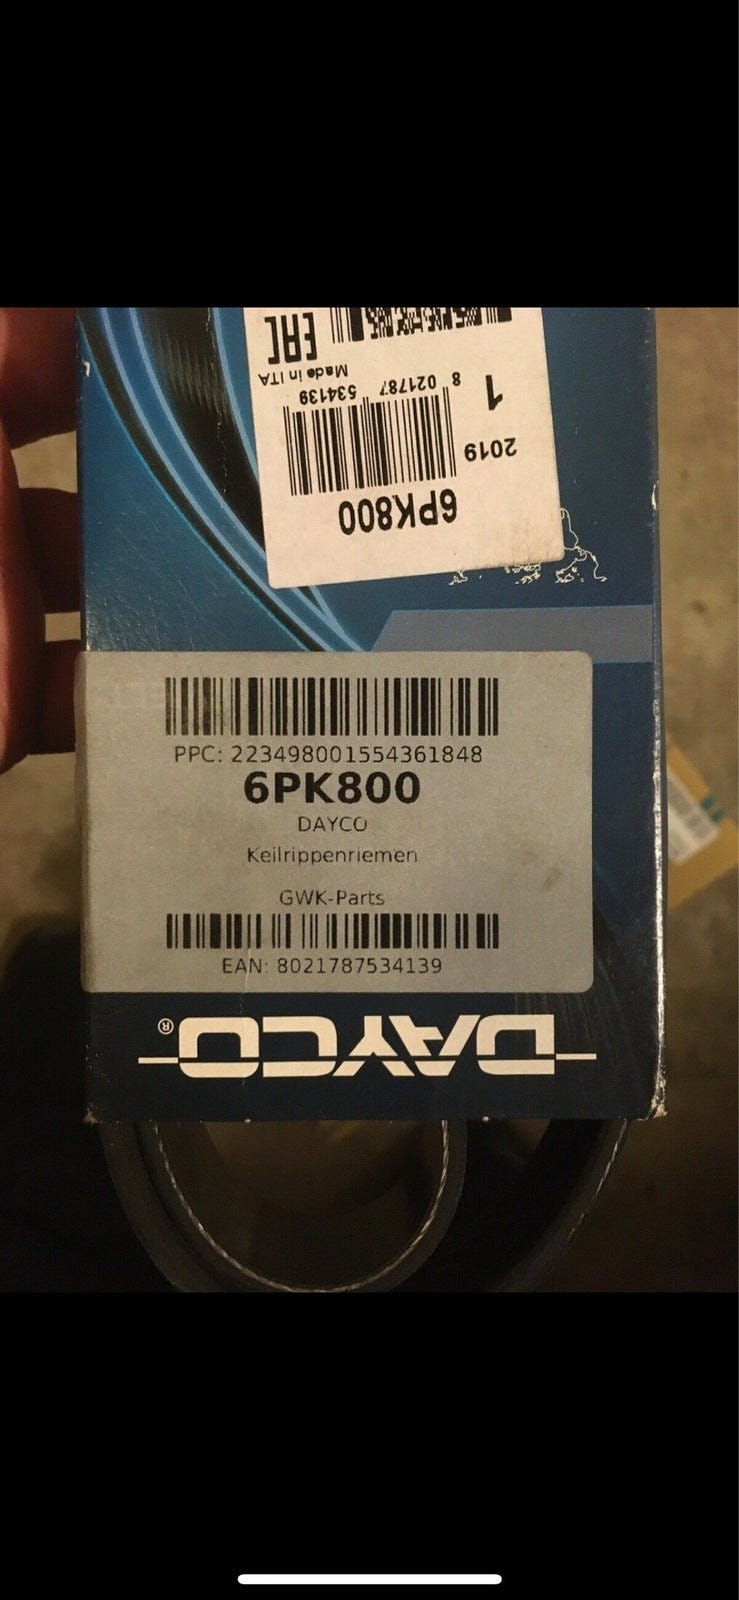 EAC
Made in ITA
8 021787 534139
1
2019
6PK800
PPC: 223498001554361848
6PK800
DAYCO
Keilrippenriemen
GWK-Parts
EAN: 8021787534139
DAYCO®